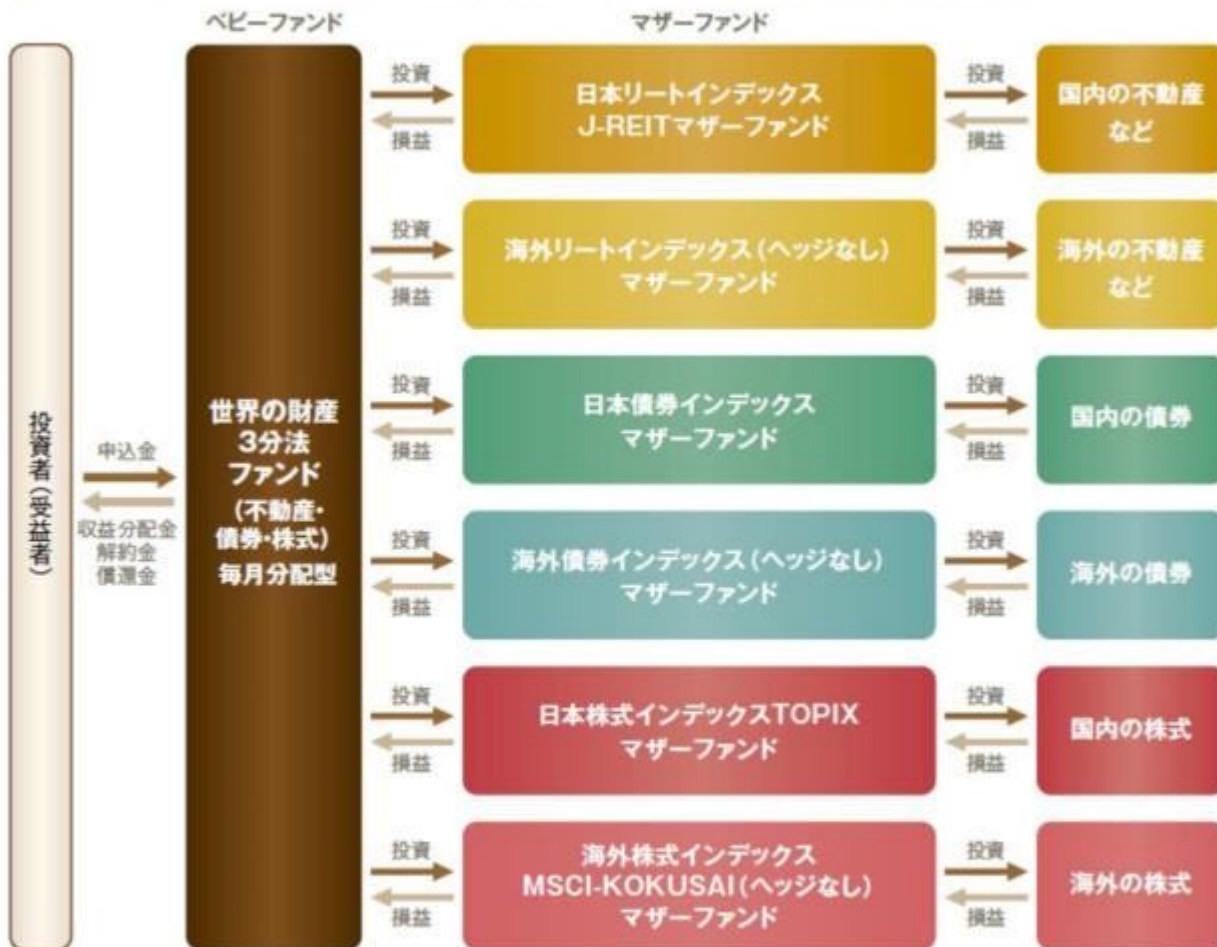 ベビーファンド
マザーファンド
投資者(受益者)
申込金
収益分配金
解約金
償還金
世界の財産
3分法
ファンド
(不動産・
債券・株式)
毎月分配型
投資
損益
日本リートインデックス
J-REITマザーファンド
投資
損益
国内の不動産
など
投資
損益
海外リートインデックス(ヘッジなし)
マザーファンド
投資
損益
海外の不動産
など
投資
損益
日本債券インデックス
マザーファンド
投資
損益
国内の債券
投資
損益
海外債券インデックス(ヘッジなし)
マザーファンド
投資
損益
海外の債券
投資
損益
日本株式インデックスTOPIX
マザーファンド
投資
損益
国内の株式
投資
損益
海外株式インデックス
MSCI-KOKUSAI(ヘッジなし)
マザーファンド
投資
損益
海外の株式